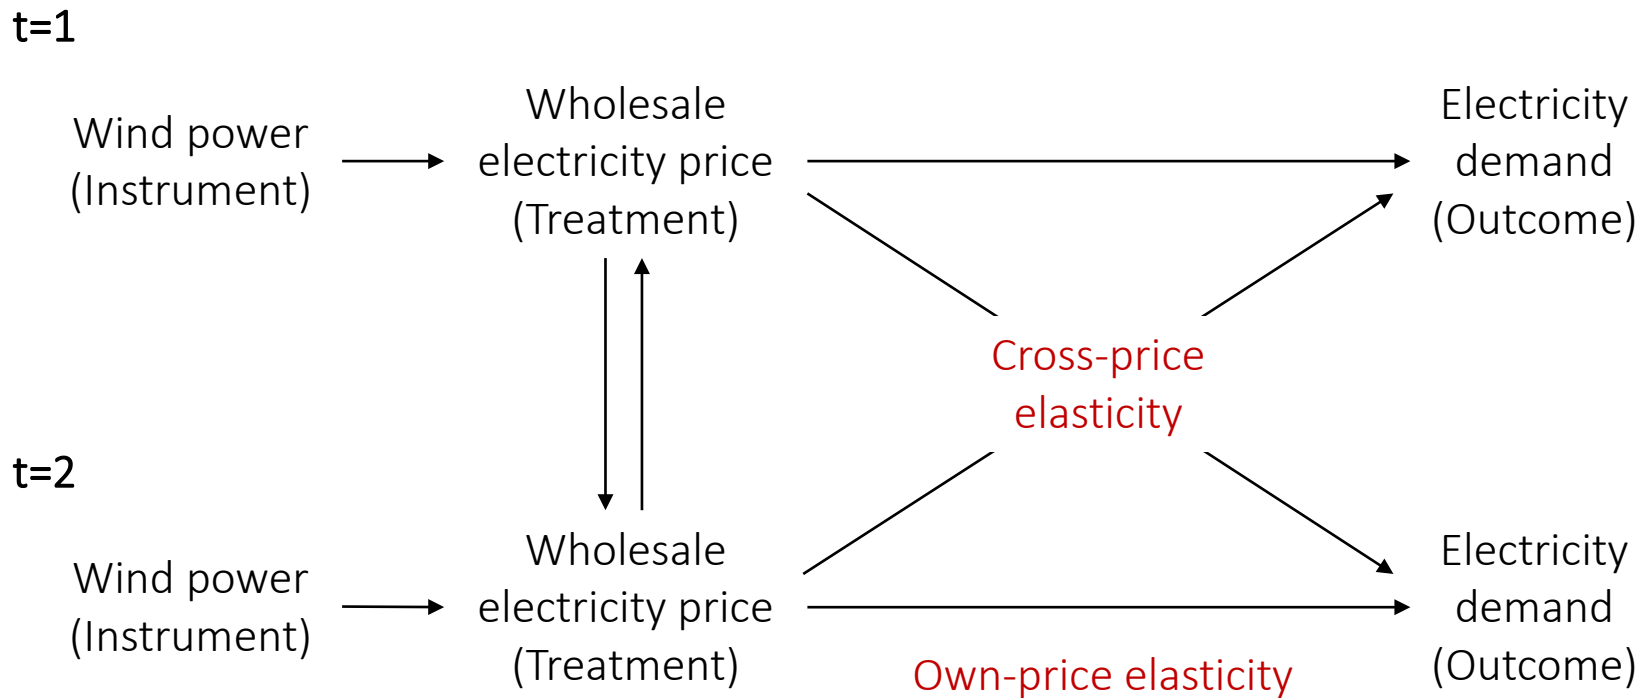 t=1
Wind power
(Instrument)
Wholesale
electricity price
(Treatment)
Electricity
demand
(Outcome)
Cross-price
elasticity
t=2
Wind power
(Instrument)
Wholesale
electricity price
(Treatment)
Own-price elasticity
Electricity
demand
(Outcome)